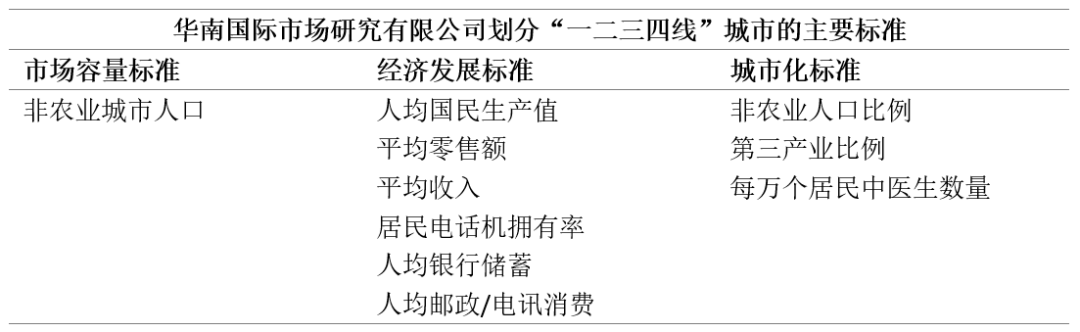 华南国际市场研究有限公司划分“一二三四线”城市的主要标准
市场容量标准 经济发展标准 城市化标准
非农业城市人口 人均国民生产值 非农业人口比例
平均零售额 第三产业比例
平均收入 每万个居民中医生数量
居民电话机拥有率
人均银行储蓄
人均邮政/电讯消费